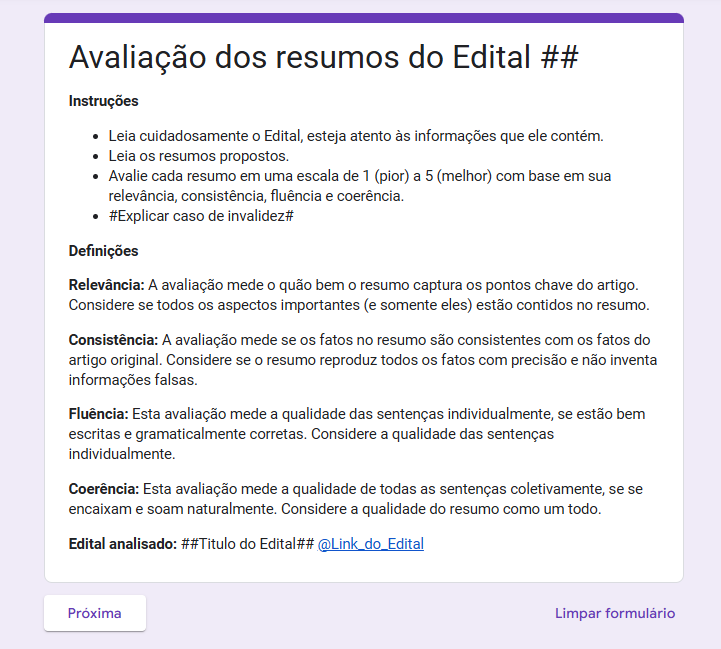 Avaliação dos resumos do Edital ##
Instruções
• Leia cuidadosamente o Edital, esteja atento às informações que ele contém.
• Leia os resumos propostos.
• Avalie cada resumo em uma escala de 1 (pior) a 5 (melhor) com base em sua
relevância, consistência, fluência e coerência.
• #Explicar caso de invalidez#
Definições
Relevância: A avaliação mede o quão bem o resumo captura os pontos chave do artigo.
Considere se todos os aspectos importantes (e somente eles) estão contidos no resumo.
Consistência: A avaliação mede se os fatos no resumo são consistentes com os fatos do
artigo original. Considere se o resumo reproduz todos os fatos com precisão e não inventa
informações falsas.
Fluência: Esta avaliação mede a qualidade das sentenças individualmente, se estão bem
escritas e gramaticalmente corretas. Considere a qualidade das sentenças
individualmente.
Coerência: Esta avaliação mede a qualidade de todas as sentenças coletivamente, se se
encaixam e soam naturalmente. Considere a qualidade do resumo como um todo.
Edital analisado: ##Titulo do Edital## @Link_do_Edital
Próxima
Limpar formulário